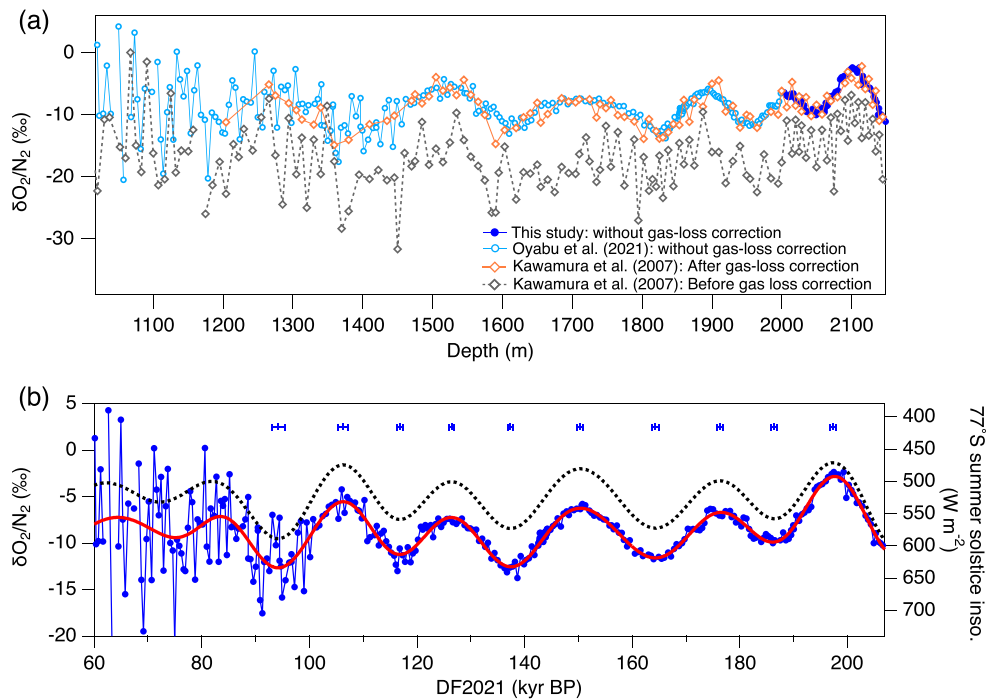 (a)
0
-10
-20
-30
δO2/N2 (‰)
This study: without gas-loss correction
Oyabu et al. (2021): without gas-loss correction
Kawamura et al. (2007): After gas-loss correction
Kawamura et al. (2007): Before gas loss correction
1100 1200 1300 1400 1500 1600 1700 1800 1900 2000 2100
Depth (m)
(b)
5
0
-5
-10
-15
-20
δO2/N2 (‰)
400
450
500
550
600
650
700
77˚S summer solstice inso.
(W m-2)
60 80 100 120 140 160 180 200
DF2021 (kyr BP)